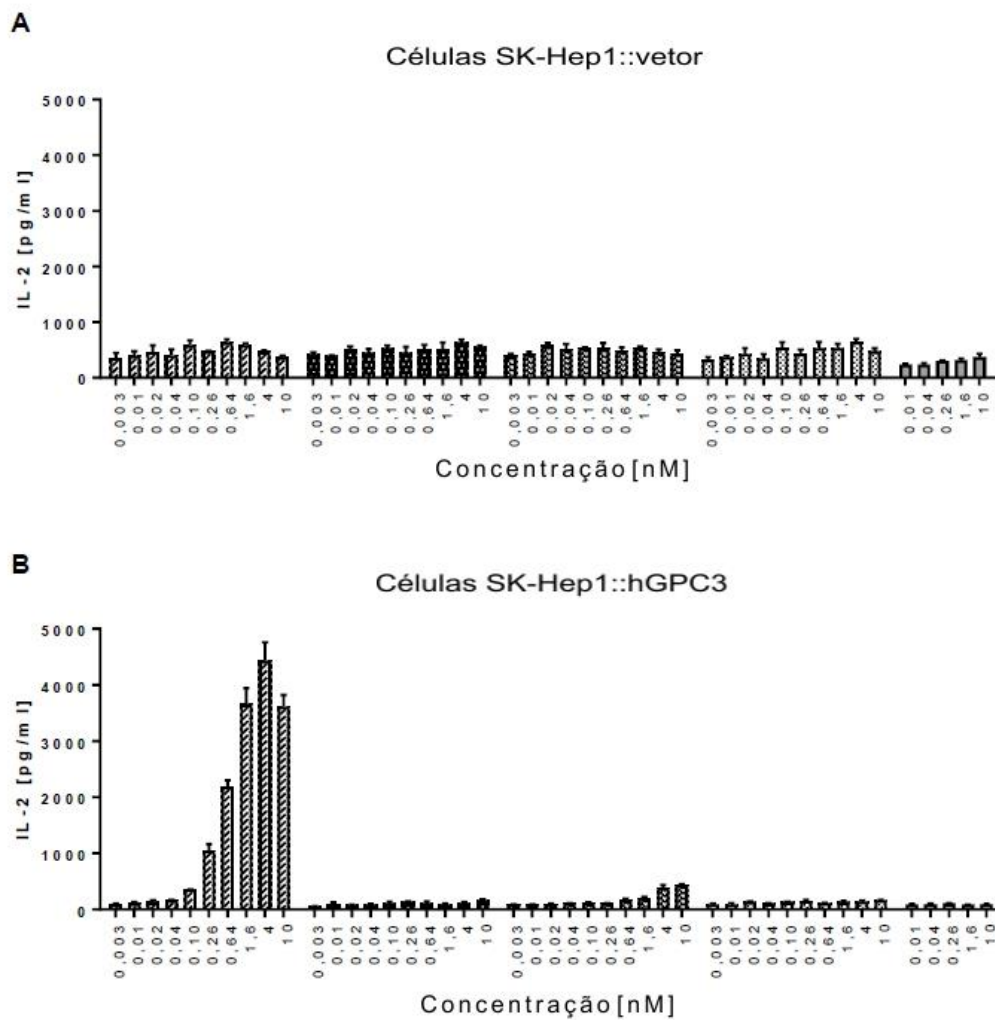 A
Células SK-Hep1::vetor
IL-2 [pg/ml]
5000
4000
3000
2000
1000
0
0,003 0,01 0,02 0,04 0,10 0,26 0,64 1,6 4 10 0,003 0,01 0,02 0,04 0,10 0,26 0,64 1,6 4 10 0,003 0,01 0,02 0,04 0,10 0,26 0,64 1,6 4 10 0,003 0,01 0,02 0,04 0,10 0,26 0,64 1,6 4 10 0,01 0,04 0,26 1,6 10
Concentração [nM]
B
Células SK-Hep1::hGPC3
IL-2 [pg/ml]
5000
4000
3000
2000
1000
0
0,003 0,01 0,02 0,04 0,10 0,26 0,64 1,6 4 10 0,003 0,01 0,02 0,04 0,10 0,26 0,64 1,6 4 10 0,003 0,01 0,02 0,04 0,10 0,26 0,64 1,6 4 10 0,003 0,01 0,02 0,04 0,10 0,26 0,64 1,6 4 10 0,01 0,04 0,26 1,6 10
Concentração [nM]